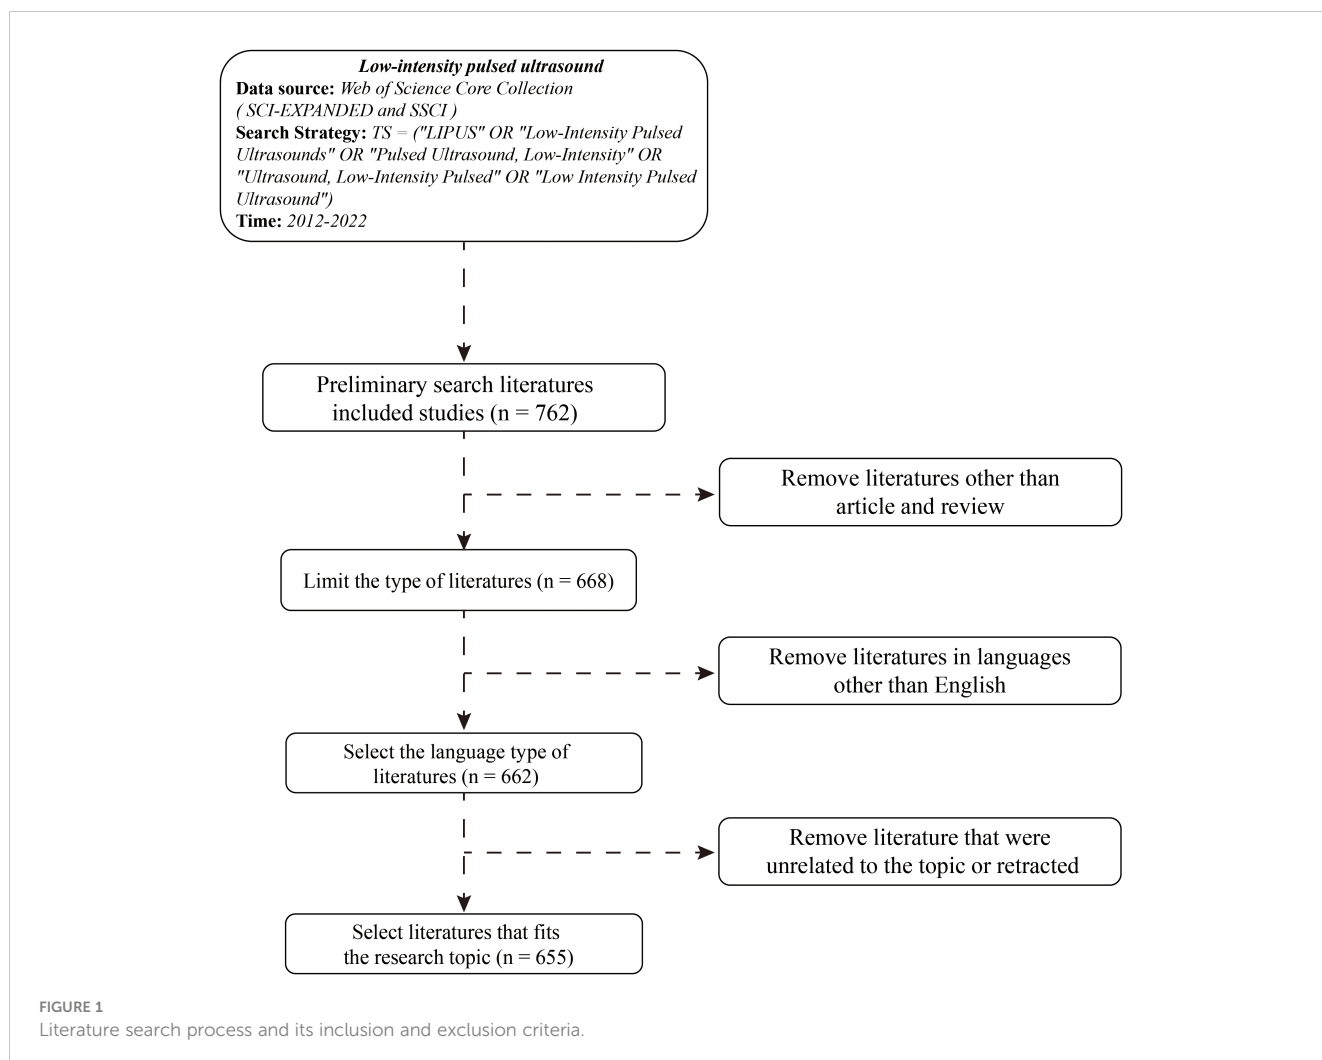 Low-intensity pulsed ultrasound
Data source: Web of Science Core Collection
( SCI-EXPANDED and SSCI )
Search Strategy: TS = ("LIPUS" OR "Low-Intensity Pulsed
Ultrasounds" OR "Pulsed Ultrasound, Low-Intensity" OR
"Ultrasound, Low-Intensity Pulsed" OR "Low Intensity Pulsed
Ultrasound")
Time: 2012-2022
Preliminary search literatures
included studies (n = 762)
Remove literatures other than
article and review
Limit the type of literatures (n = 668)
Remove literatures in languages
other than English
Select the language type of
literatures (n = 662)
Remove literature that were
unrelated to the topic or retracted
Select literatures that fits
the research topic (n = 655)
FIGURE 1
Literature search process and its inclusion and exclusion criteria.